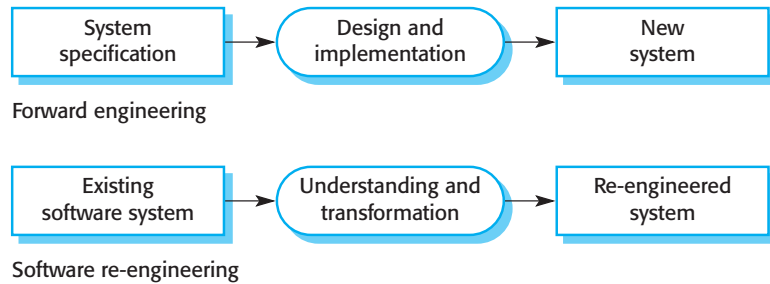 System
specification
Design and
implementation
New
system
Forward engineering
Existing
software system
Understanding and
transformation
Re-engineered
system
Software re-engineering